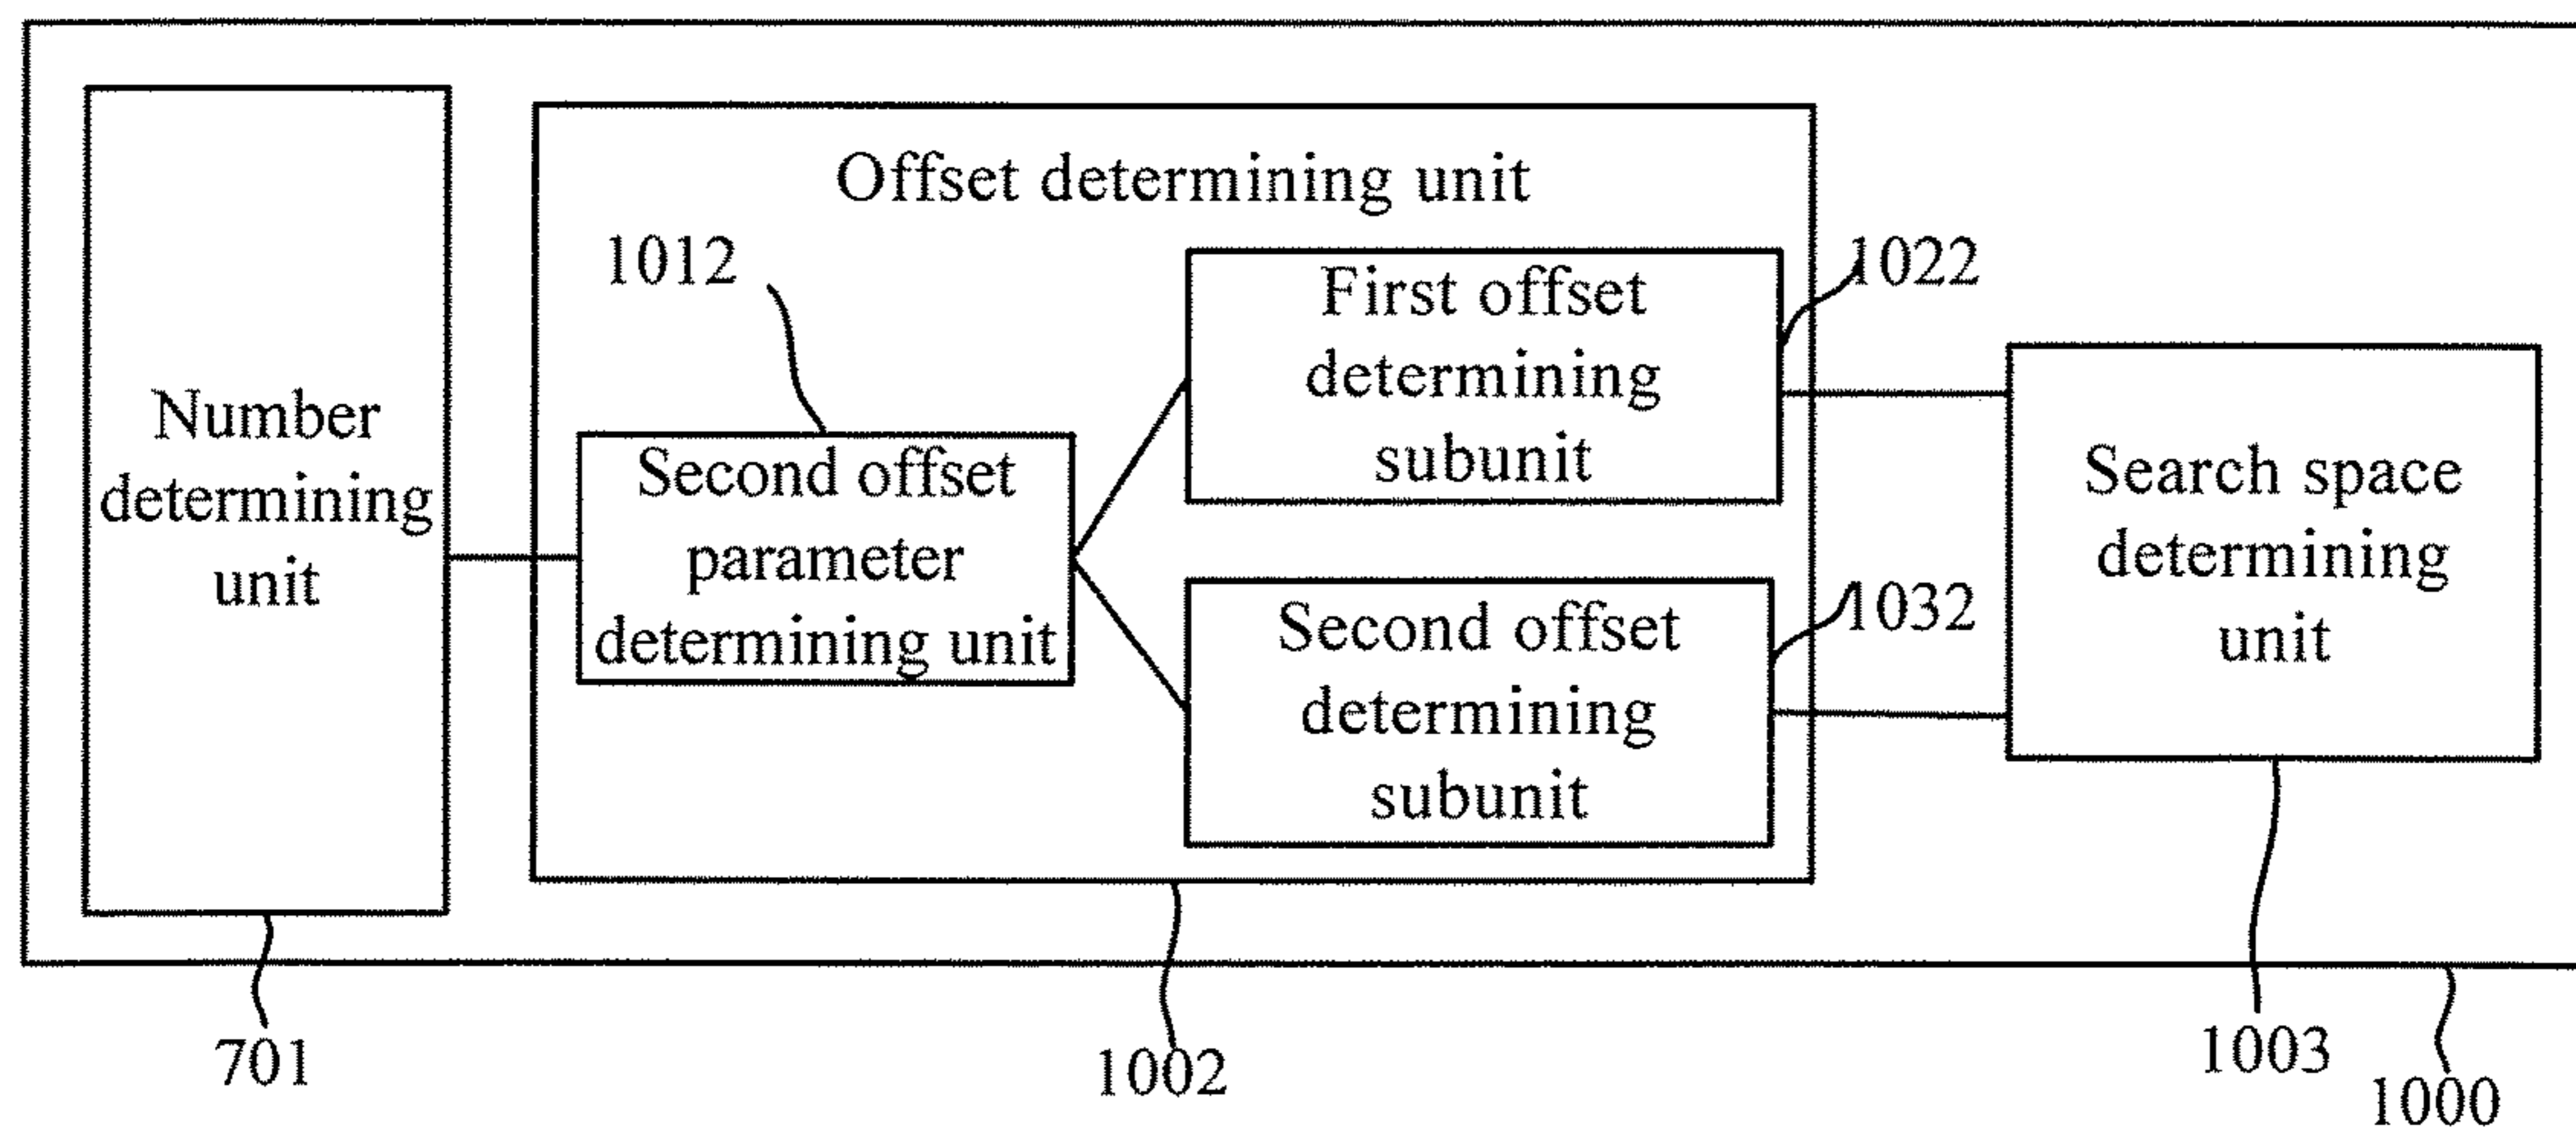 Offset determining unit
1012
1022
First offset
determining
subunit
Number
determining
unit
Second offset
parameter
determining unit
Search space
determining
unit
1032
Second offset
determining
subunit
701
1002
1003
1000